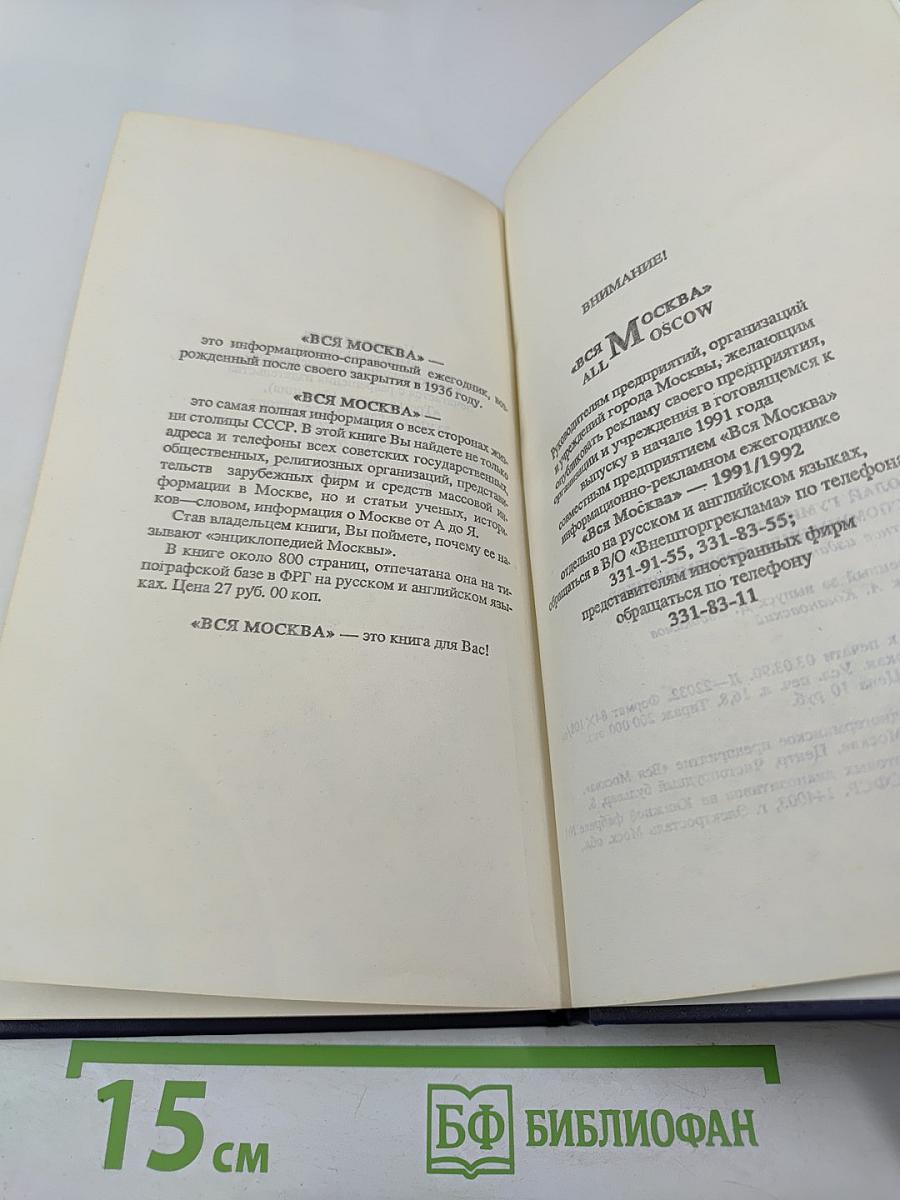 «ВСЯ МОСКВА» —
это информационно-справочный ежегодник, воз-
рожденный после своего закрытия в 1936 году.
«ВСЯ МОСКВА» —
это самая полная информация о всех сторонах жиз-
ни столицы СССР. В этой книге Вы найдете не только
адреса и телефоны всех советских государственных,
общественных, религиозных организаций, представи-
тельств зарубежных фирм и средств массовой ин-
формации в Москве, но и статьи ученых, истори-
ков—словом, информация о Москве от А до Я.
Став владельцем книги, Вы поймете, почему ее на-
зывают «энциклопедией Москвы».
В книге около 800 страниц, отпечатана она на ти-
пографской базе в ФРГ на русском и английском язы-
ках. Цена 27 руб. 00 коп.
«ВСЯ МОСКВА» — это книга для Вас!
ВНИМАНИЕ!
«ВСЯ МОСКВА»
ALL MOSCOW
Руководителям предприятий, организаций
и учреждений города Москвы, желающим
опубликовать рекламу своего предприятия,
организации и учреждения в готовящемся к
выпуску в начале 1991 года
совместным предприятием «Вся Москва»
информационно-рекламном ежегоднике
«Вся Москва» — 1991/1992
отдельно на русском и английском языках,
обращаться в В/О «Внешторгреклама» по телефона
331-91-55, 331-83-55;
представителям иностранных фирм
обращаться по телефону
331-83-11
15 см
БФ БИБЛИОФАН